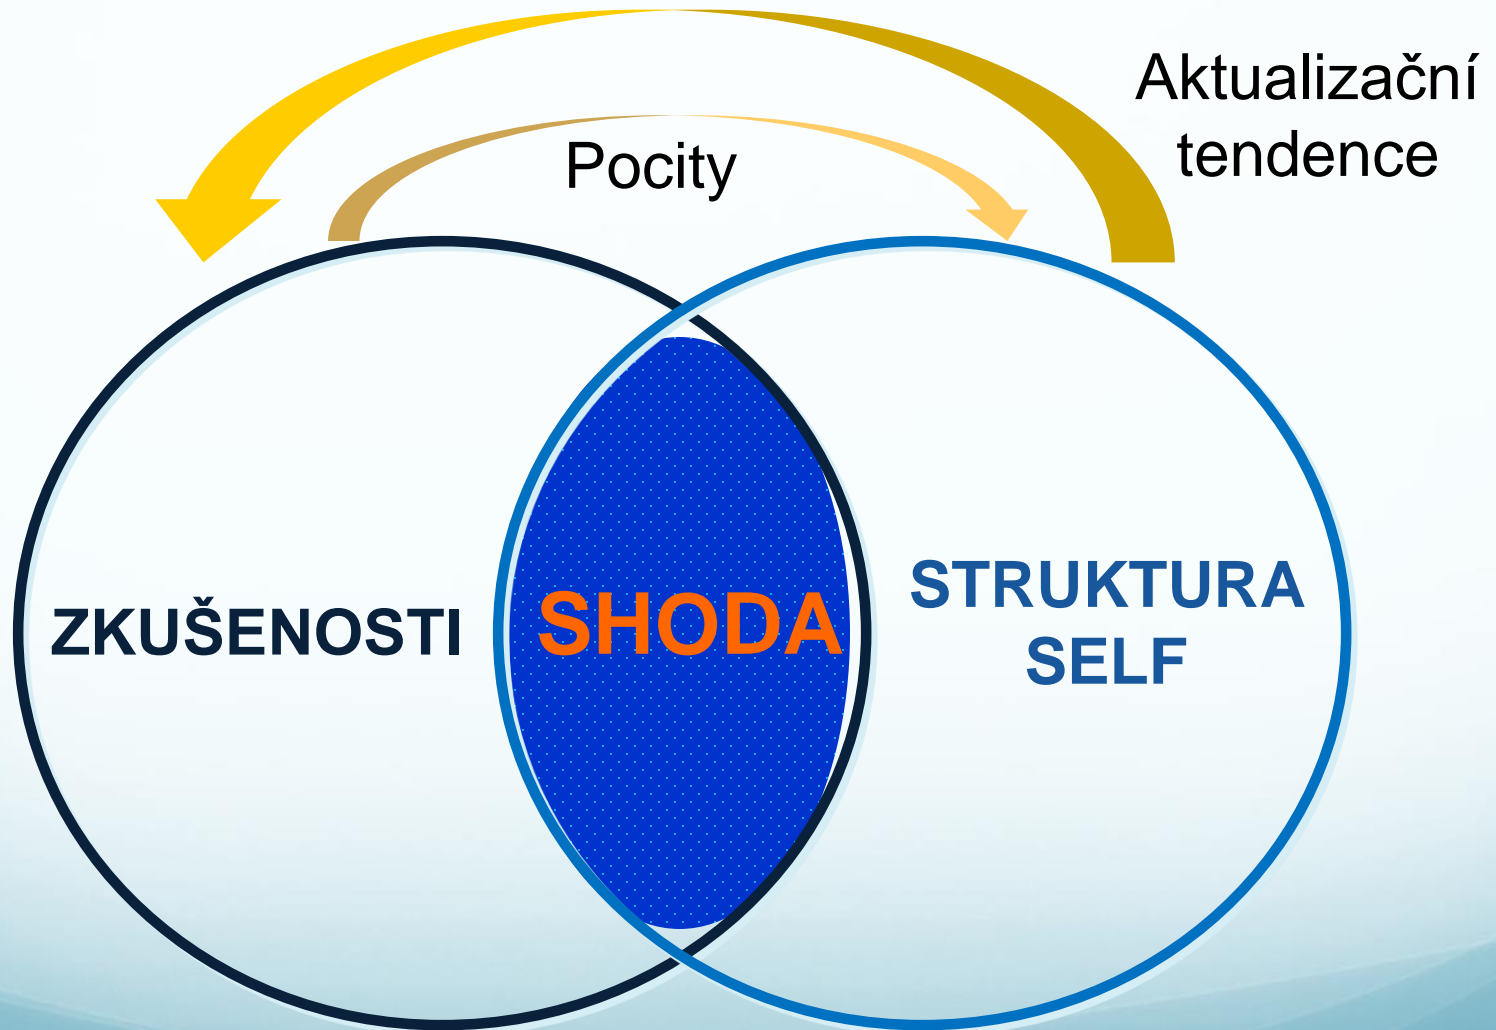 Aktualizační
tendence
Pocity
ZKUŠENOSTI
SHODA
STRUKTURA
SELF